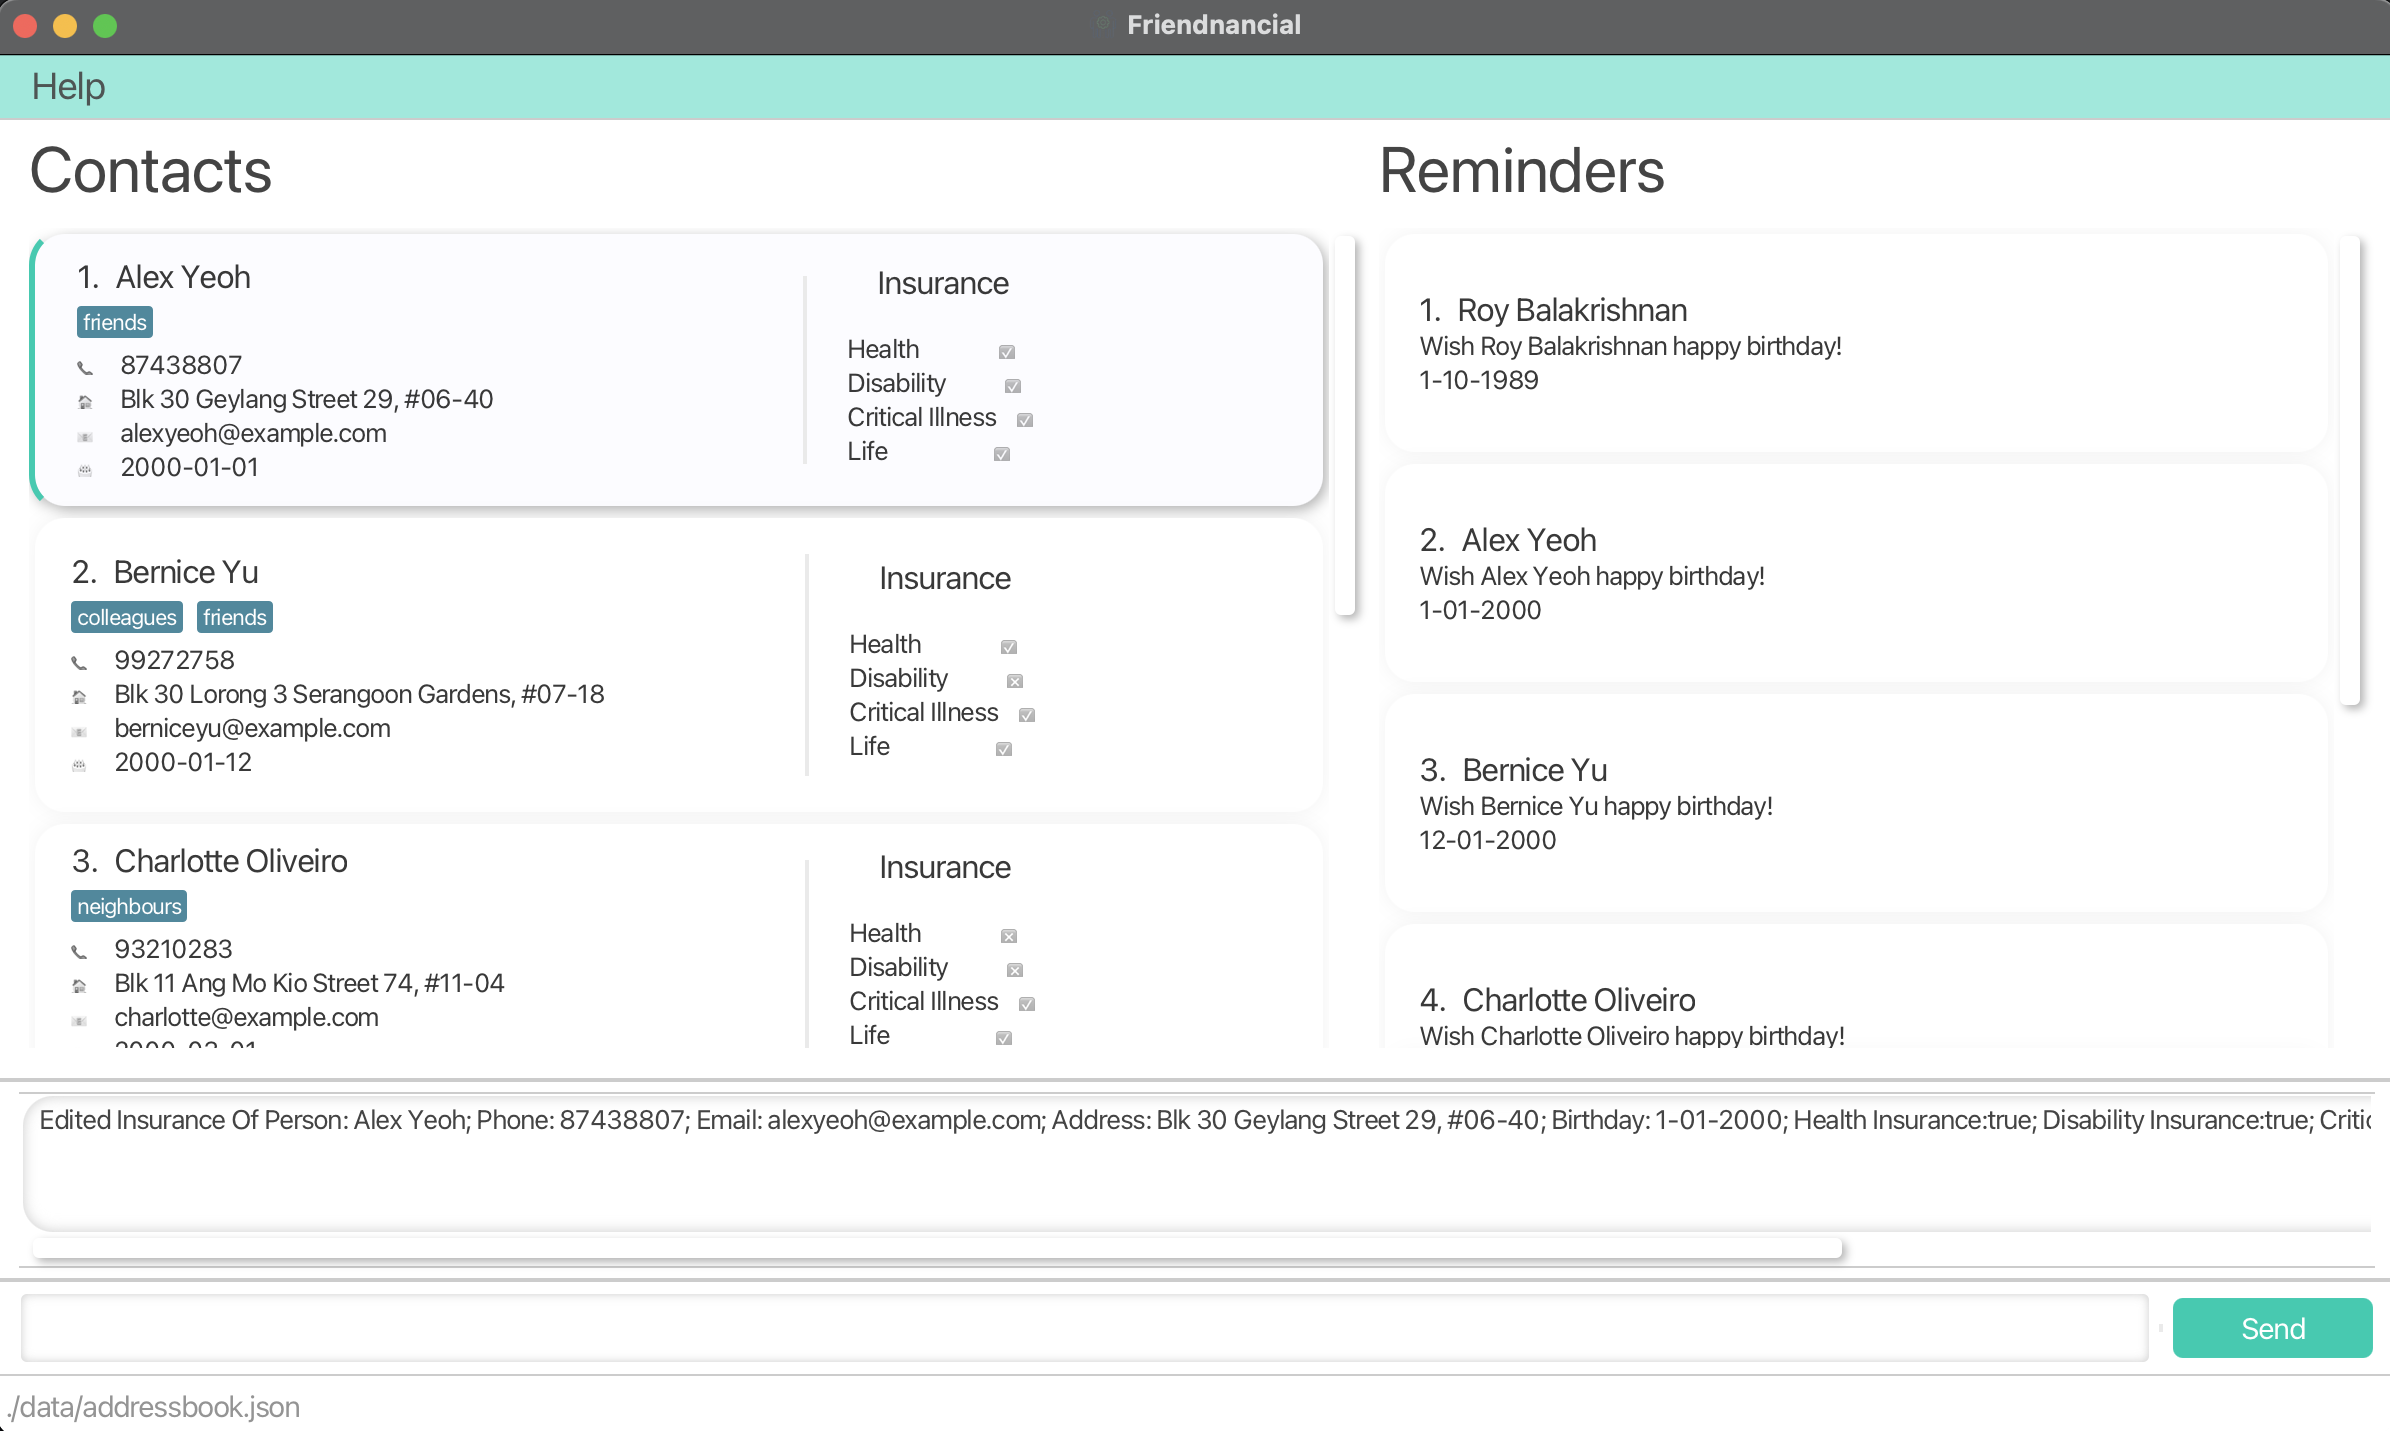 Friendnancial
Help
Contacts
1. Alex Yeoh
friends
87438807
Blk 30 Geylang Street 29, #06-40
alexyeoh@example.com
2000-01-01
Insurance
Health
Disability
Critical Illness
Life
2. Bernice Yu
colleagues friends
99272758
Blk 30 Lorong 3 Serangoon Gardens, #07-18
berniceyu@example.com
2000-01-12
Insurance
Health
Disability
Critical Illness
Life
3. Charlotte Oliveiro
neighbours
93210283
Blk 11 Ang Mo Kio Street 74, #11-04
charlotte@example.com
Insurance
Health
Disability
Critical Illness
Life
Reminders
1. Roy Balakrishnan
Wish Roy Balakrishnan happy birthday!
1-10-1989
2. Alex Yeoh
Wish Alex Yeoh happy birthday!
1-01-2000
3. Bernice Yu
Wish Bernice Yu happy birthday!
12-01-2000
4. Charlotte Oliveiro
Wish Charlotte Oliveiro happy birthday!
Edited Insurance Of Person: Alex Yeoh; Phone: 87438807; Email: alexyeoh@example.com; Address: Blk 30 Geylang Street 29, #06-40; Birthday: 1-01-2000; Health Insurance:true; Disability Insurance:true; Critic
Send
./data/addressbook.json